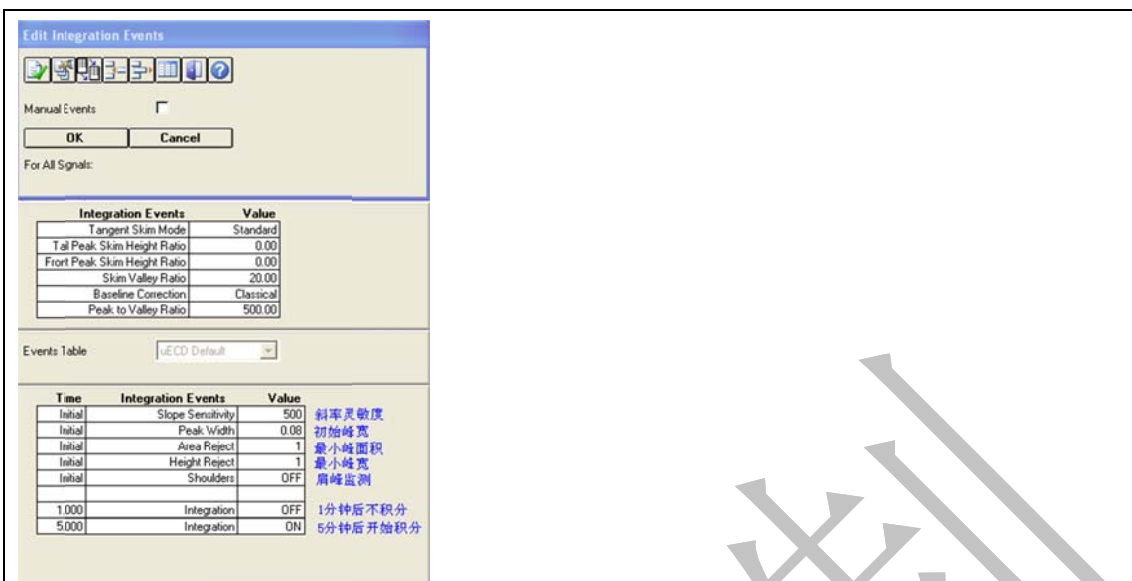 Edit Integration Events
Manual Events
OK Cancel
For All Sgnals:
Integration Events Value
Tangent Skim Mode Standard
Tal Peak Skim Height Ratio 0.00
Frort Peak Skim Height Ratio 0.00
Skim Valley Ratio 20.00
Baseline Correction Classical
Peak to Valley Ratio 500.00
Events Table uECD Default
Time Integration Events Value
Initial Slope Sensitivity 500 斜率灵敏度
Initial Peak Width 0.08 初始峰宽
Initial Area Reject 1 最小峰面积
Initial Height Reject 1 最小峰宽
Initial Shoulders OFF 肩峰监测
1.000 Integration OFF 1分钟后不积分
5.000 Integration ON 5分钟后开始积分